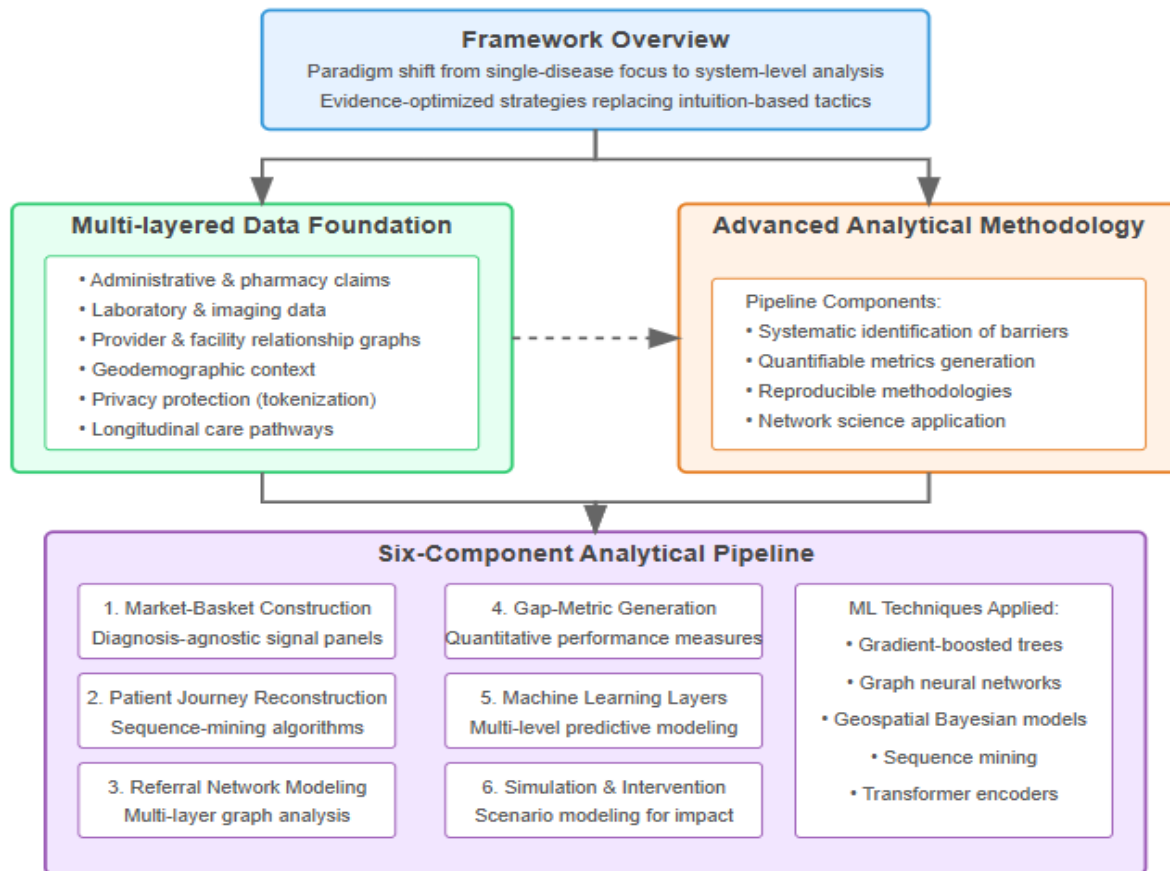 Framework Overview
Paradigm shift from single-disease focus to system-level analysis
Evidence-optimized strategies replacing intuition-based tactics
Multi-layered Data Foundation
• Administrative & pharmacy claims
• Laboratory & imaging data
• Provider & facility relationship graphs
• Geodemographic context
• Privacy protection (tokenization)
• Longitudinal care pathways
Advanced Analytical Methodology
Pipeline Components:
• Systematic identification of barriers
• Quantifiable metrics generation
• Reproducible methodologies
• Network science application
Six-Component Analytical Pipeline
1. Market-Basket Construction
Diagnosis-agnostic signal panels
2. Patient Journey Reconstruction
Sequence-mining algorithms
3. Referral Network Modeling
Multi-layer graph analysis
4. Gap-Metric Generation
Quantitative performance measures
5. Machine Learning Layers
Multi-level predictive modeling
6. Simulation & Intervention
Scenario modeling for impact
ML Techniques Applied:
• Gradient-boosted trees
• Graph neural networks
• Geospatial Bayesian models
• Sequence mining
• Transformer encoders